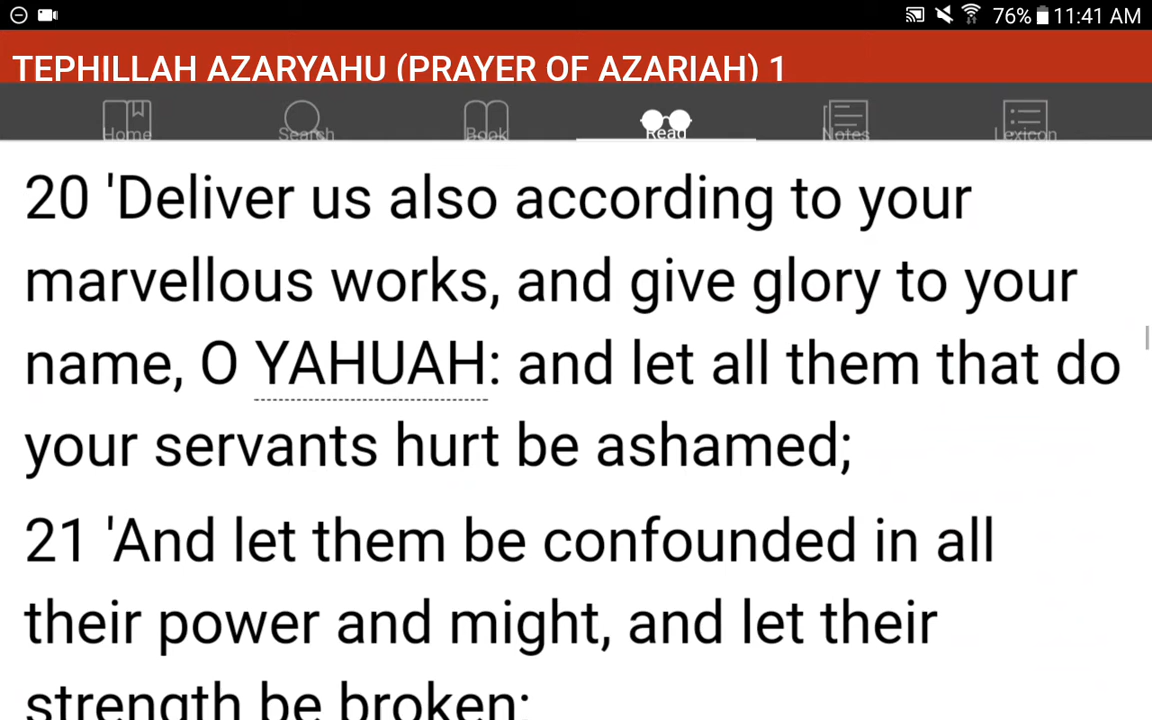 76% 11:41 AM
TEPHILLAH AZARYAHU (PRAYER OF AZARIAH) 1
Home Search Book Read Notes Lexicon
20 'Deliver us also according to your
marvellous works, and give glory to your
name, O YAHUAH: and let all them that do
your servants hurt be ashamed;
21 'And let them be confounded in all
their power and might, and let their
strength be broken;